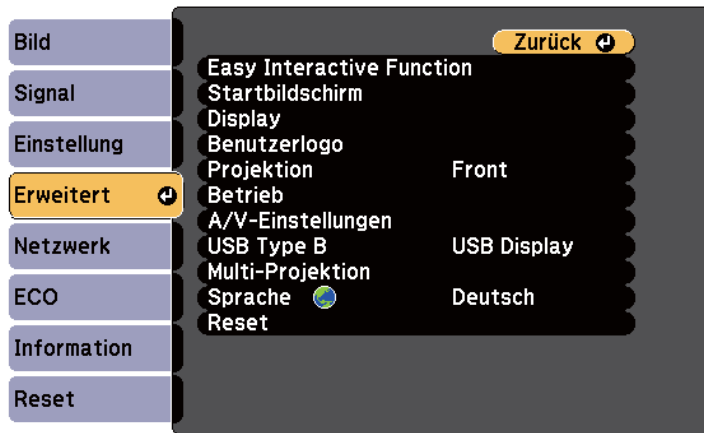 Bild
Signal
Einstellung
Erweitert
Netzwerk
ECO
Information
Reset
Zurück
Easy Interactive Function
Startbildschirm
Display
Benutzerlogo
Projektion Front
Betrieb
A/V-Einstellungen
USB Type B USB Display
Multi-Projektion
Sprache Deutsch
Reset